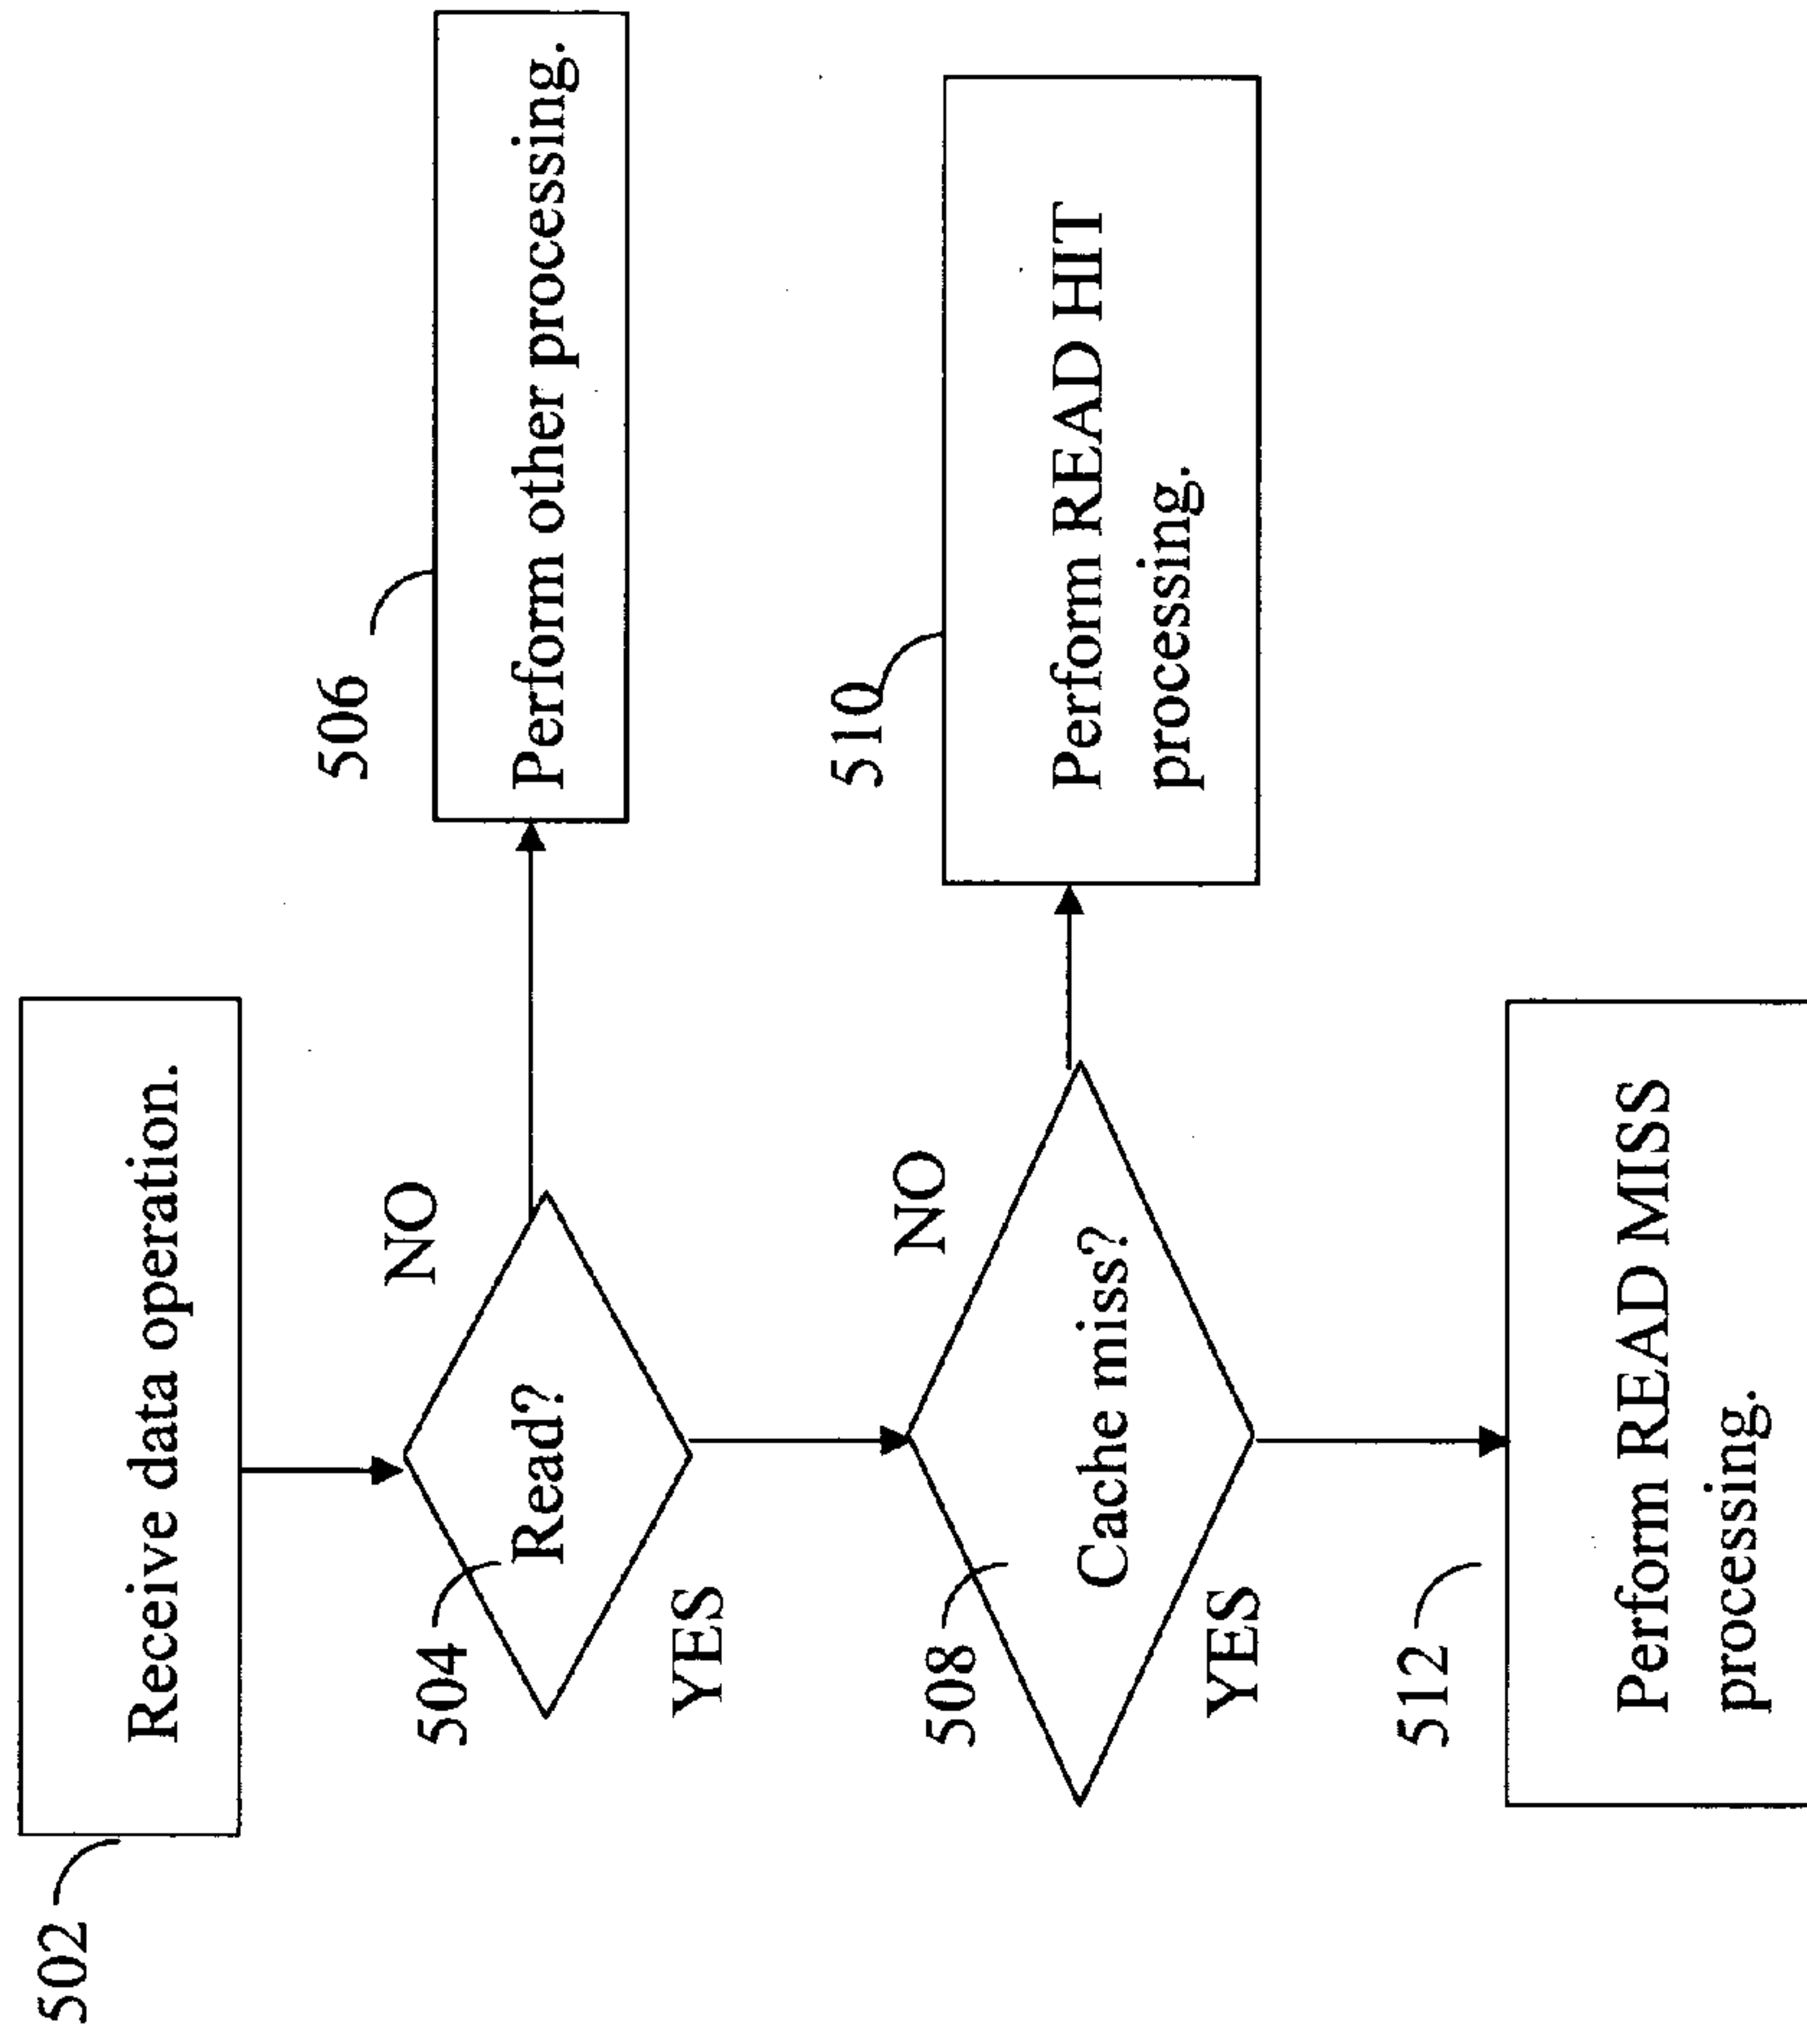 502
Receive data operation.
504
Read?
NO
506
Perform other processing.
YES
508
Cache miss?
NO
510
Perform READ HIT
processing.
YES
512
Perform READ MISS
processing.